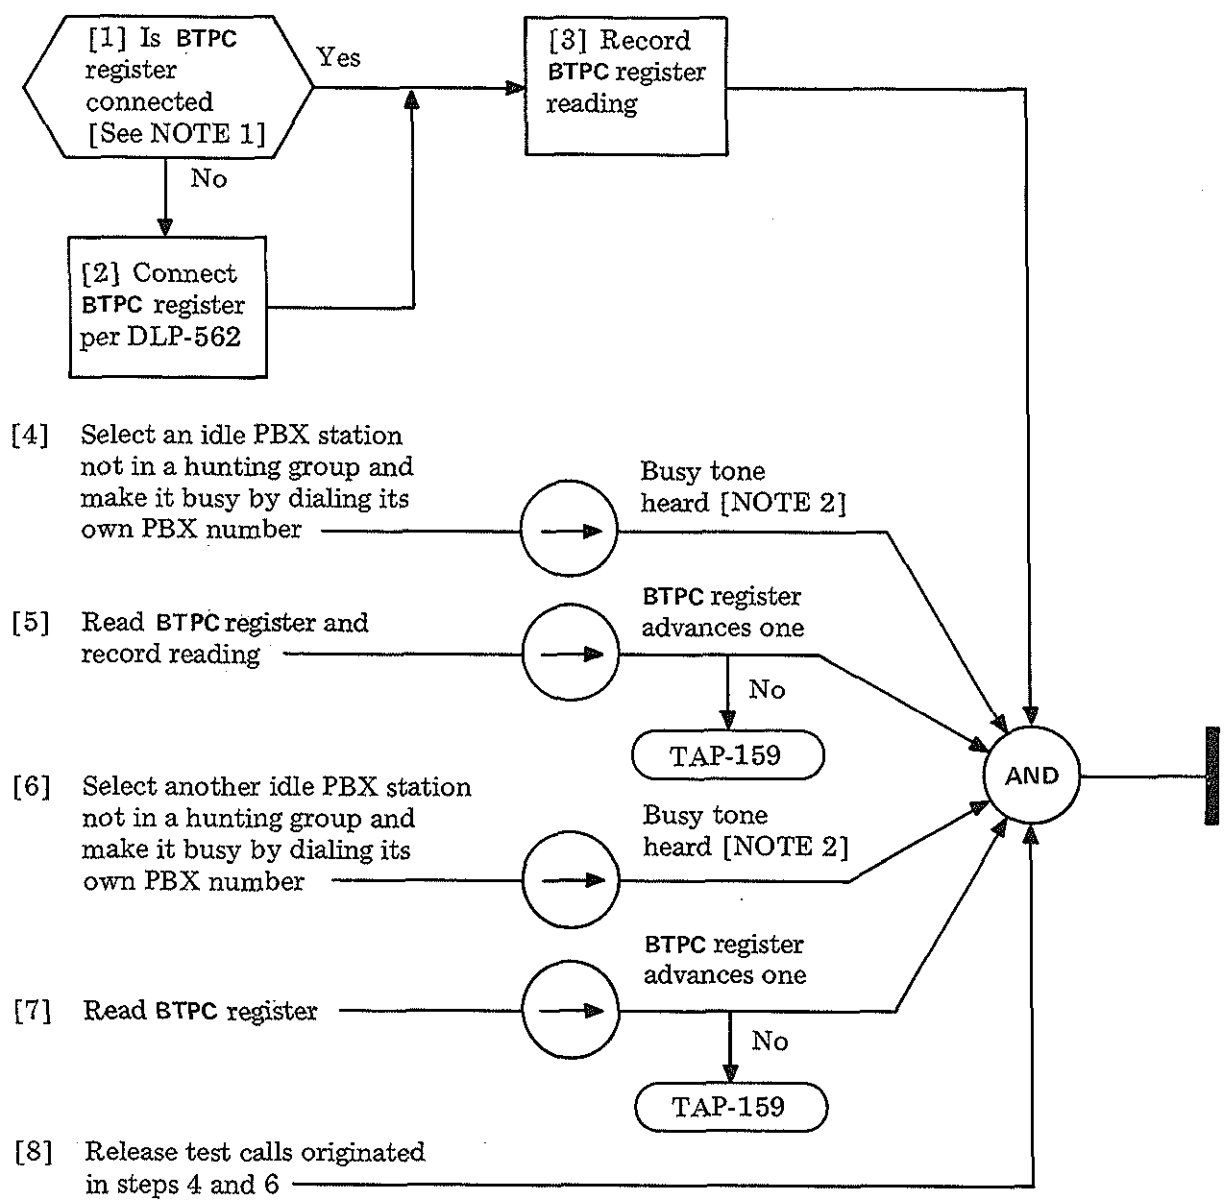 [1] Is BTPC
register
connected
[See NOTE 1]
Yes
No
[3] Record
BTPC register
reading
[2] Connect
BTPC register
per DLP-562
[4] Select an idle PBX station
not in a hunting group and
make it busy by dialing its
own PBX number
Busy tone
heard [NOTE 2]
[5] Read BTPC register and
record reading
BTPC register
advances one
No
TAP-159
AND
[6] Select another idle PBX station
not in a hunting group and
make it busy by dialing its
own PBX number
Busy tone
heard [NOTE 2]
[7] Read BTPC register
BTPC register
advances one
No
TAP-159
[8] Release test calls originated
in steps 4 and 6